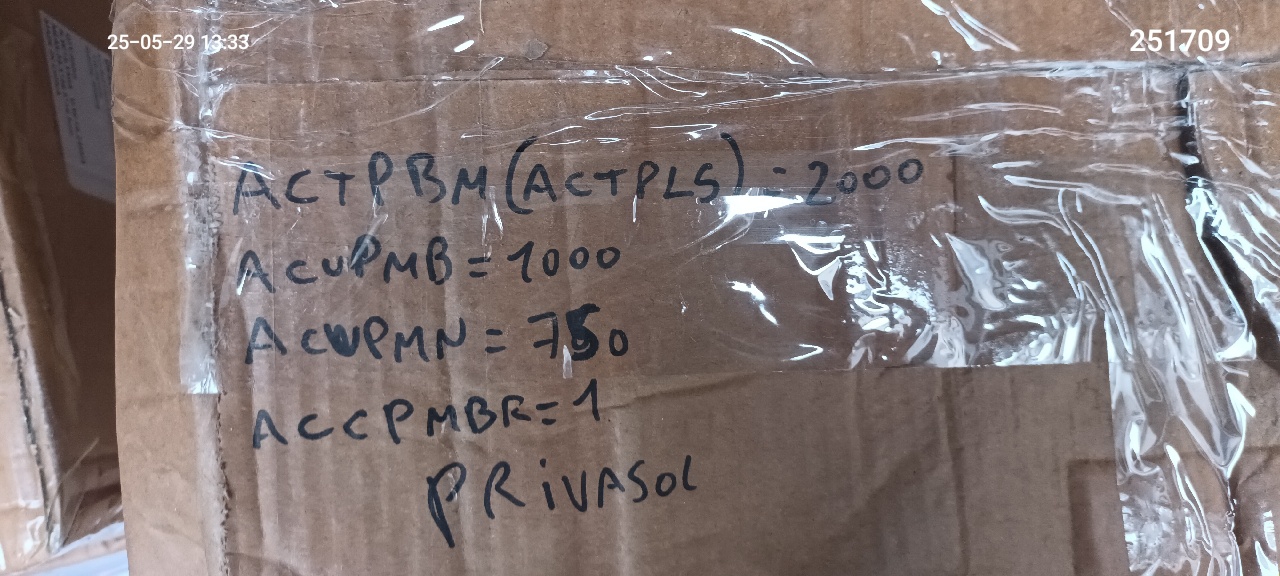 25-05-29 13:33
251709
ACTPBM (ACTPLS) = 2000
ACUPMB = 1000
ACUPMN = 750
ACCPMBR = 1
PRiVASOL